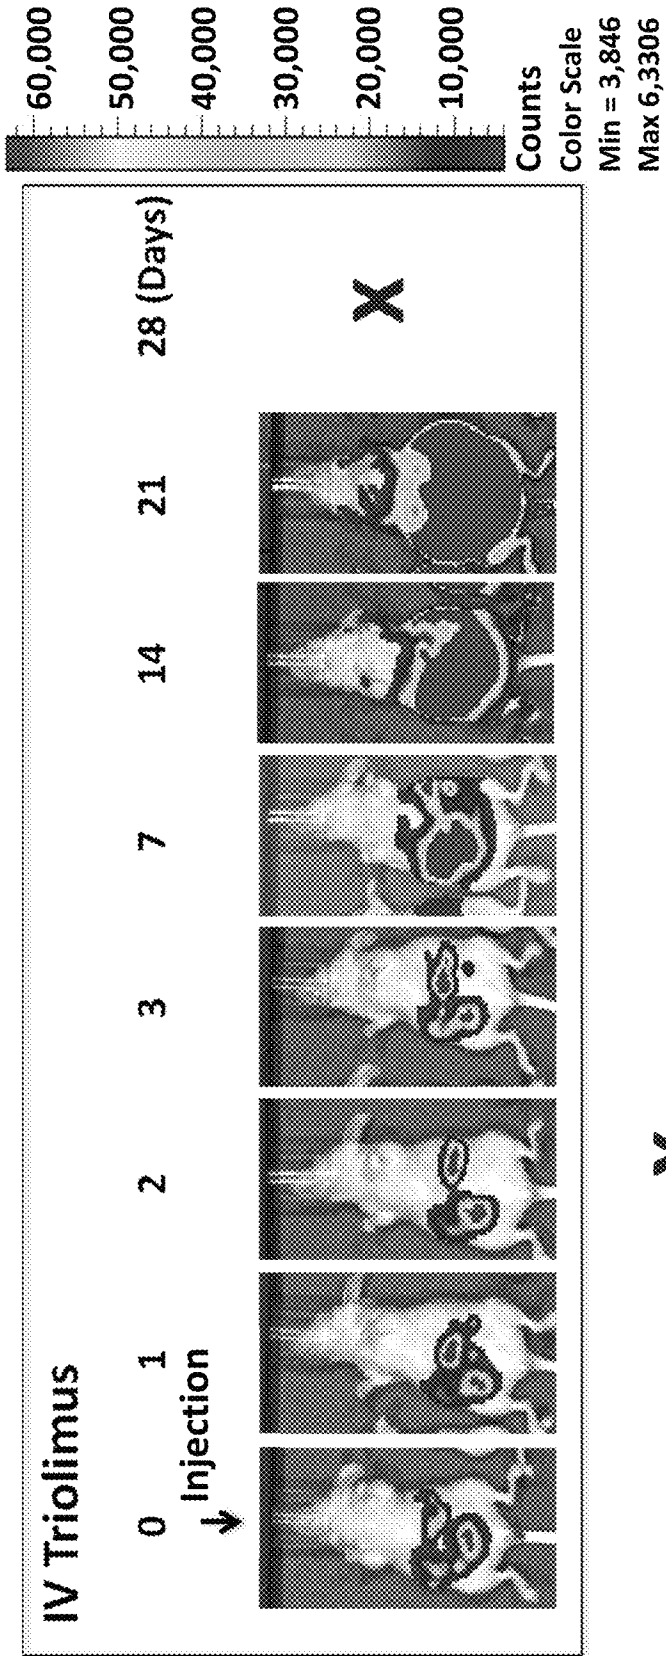 IV Triolimus
0 1 2 3 7 14 21 28 (Days)
Injection
X
60,000
50,000
40,000
30,000
20,000
10,000
Counts
Color Scale
Min = 3,846
Max 6,3306